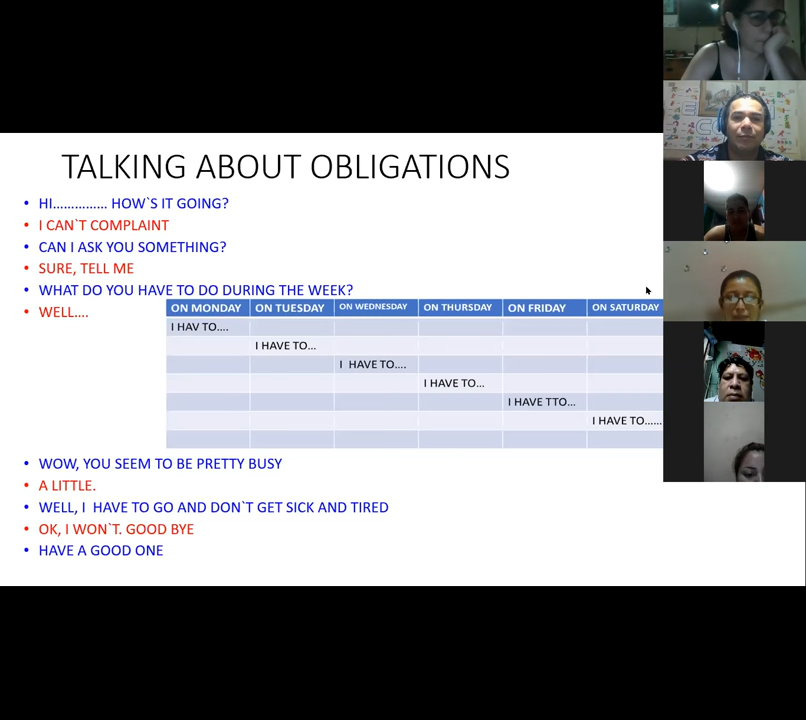 TALKING ABOUT OBLIGATIONS
• HI…………… HOW`S IT GOING?
• I CAN`T COMPLAINT
• CAN I ASK YOU SOMETHING?
• SURE, TELL ME
• WHAT DO YOU HAVE TO DO DURING THE WEEK?
• WELL….
ON MONDAY ON TUESDAY ON WEDNESDAY ON THURSDAY ON FRIDAY ON SATURDAY
I HAV TO….
I HAVE TO…
I HAVE TO….
I HAVE TO…
I HAVE TTO…
I HAVE TO……
• WOW, YOU SEEM TO BE PRETTY BUSY
• A LITTLE.
• WELL, I HAVE TO GO AND DON`T GET SICK AND TIRED
• OK, I WON`T. GOOD BYE
• HAVE A GOOD ONE